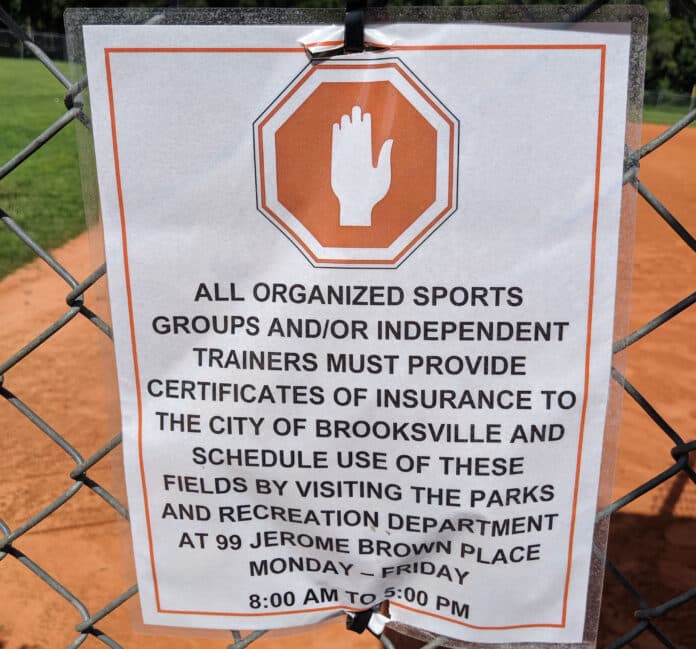 ALL ORGANIZED SPORTS
GROUPS AND/OR INDEPENDENT
TRAINERS MUST PROVIDE
CERTIFICATES OF INSURANCE TO
THE CITY OF BROOKSVILLE AND
SCHEDULE USE OF THESE
FIELDS BY VISITING THE PARKS
AND RECREATION DEPARTMENT
AT 99 JEROME BROWN PLACE
MONDAY – FRIDAY
8:00 AM TO 5:00 PM